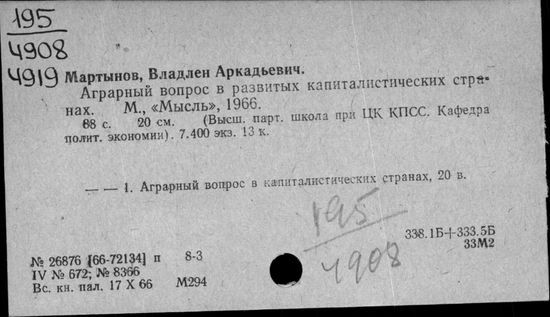 195
4908
4919
Мартынов, Владлен Аркадьевич.
Аграрный вопрос в развитых капиталистических стра-
нах. М., «Мысль», 1966.
88 с. 20 см. (Высш. парт. школа при ЦК КПСС. Кафедра
полит. экономии). 7.400 экз. 13 к.
— — 1. Аграрный вопрос в капиталистических странах, 20 в.
195
4908
338.1Б+333.5Б
33М2
№ 26876 [66-72134] п 8-3
IV № 672; № 8366
Вс. кн. пал. 17 X 66 М294